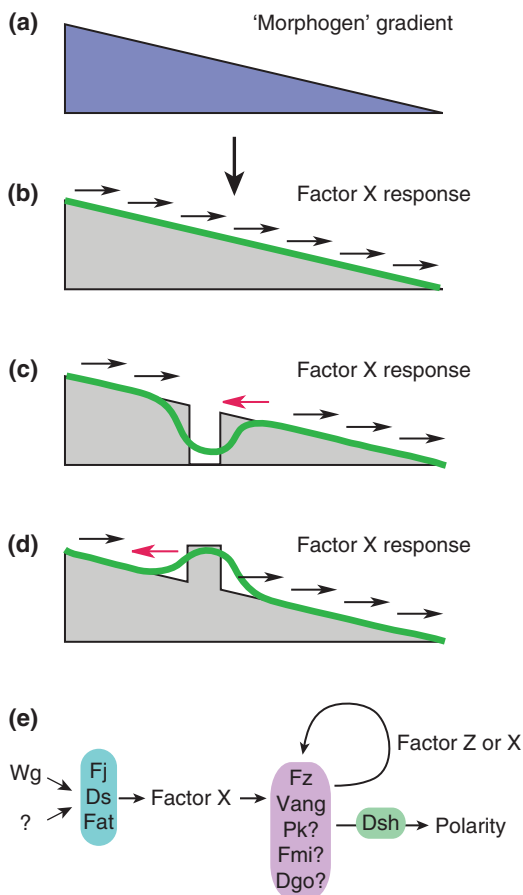 (a)
‘Morphogen’ gradient
(b)
Factor X response
(c)
Factor X response
(d)
Factor X response
(e)
Wg
?
Fj
Ds
Fat
Factor X
Fz
Vang
Pk?
Fmi?
Dgo?
Factor Z or X
Dsh
Polarity